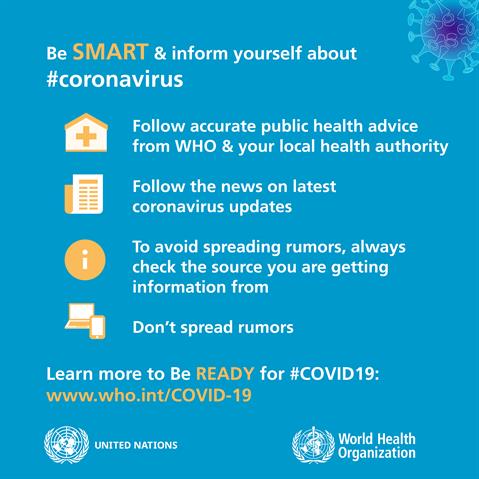 Be SMART & inform yourself about
#coronavirus
Follow accurate public health advice
from WHO & your local health authority
Follow the news on latest
coronavirus updates
To avoid spreading rumors, always
check the source you are getting
information from
Don’t spread rumors
Learn more to Be READY for #COVID19:
www.who.int/COVID-19
UNITED NATIONS
World Health
Organization